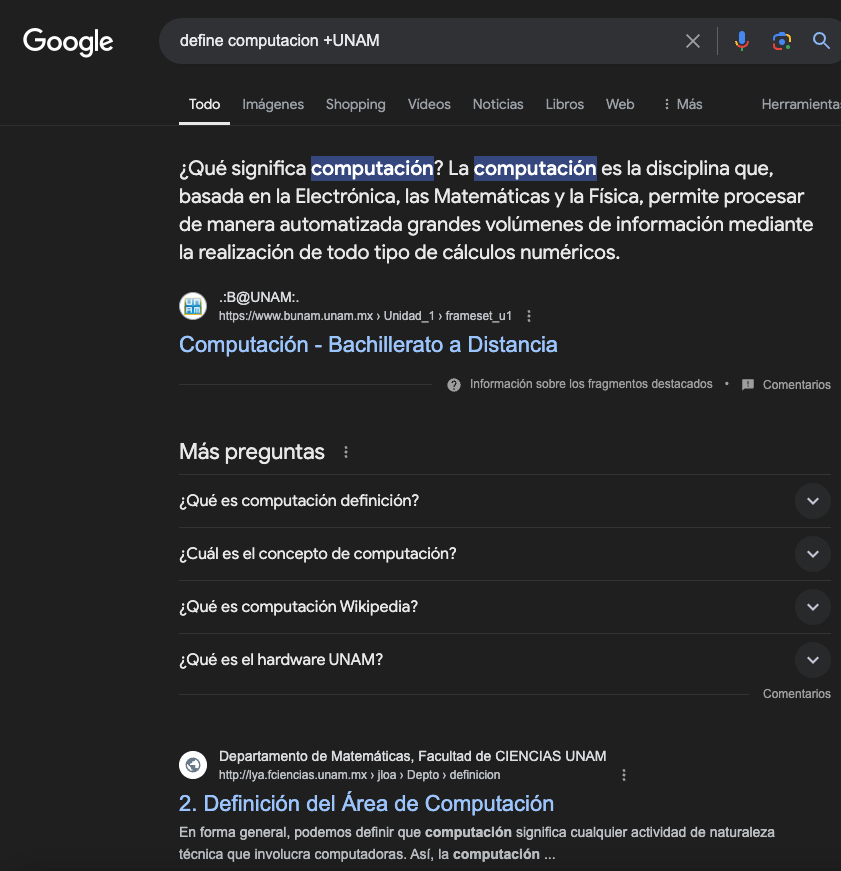 Google
define computacion +UNAM
Todo Imágenes Shopping Vídeos Noticias Libros Web Más Herramientas
¿Qué significa computación? La computación es la disciplina que,
basada en la Electrónica, las Matemáticas y la Física, permite procesar
de manera automatizada grandes volúmenes de información mediante
la realización de todo tipo de cálculos numéricos.
UNAM
.:B@UNAM:.
https://www.bunam.unam.mx › Unidad_1 › frameset_u1
Computación - Bachillerato a Distancia
Información sobre los fragmentos destacados • Comentarios
Más preguntas
¿Qué es computación definición?
¿Cuál es el concepto de computación?
¿Qué es computación Wikipedia?
¿Qué es el hardware UNAM?
Comentarios
Departamento de Matemáticas, Facultad de CIENCIAS UNAM
http://lya.fciencias.unam.mx › jloa › Depto › definicion
2. Definición del Área de Computación
En forma general, podemos definir que computación significa cualquier actividad de naturaleza
técnica que involucra computadoras. Así, la computación ...